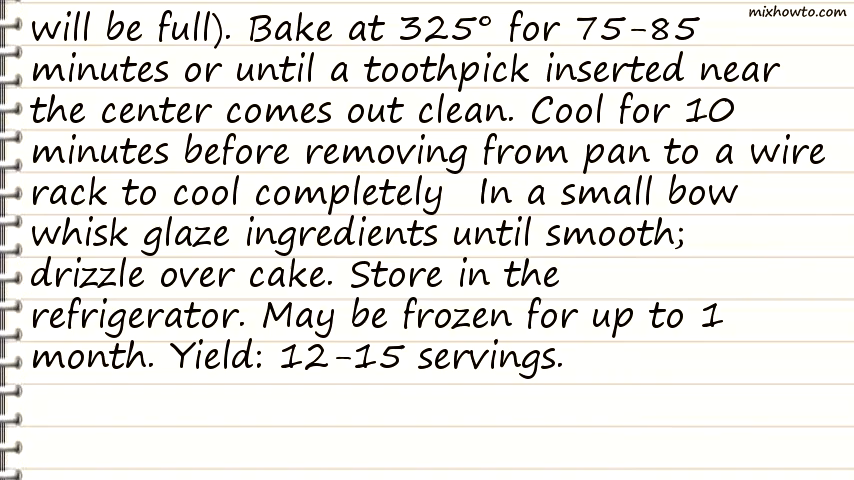 mixhowto.com
will be full). Bake at 325° for 75-85
minutes or until a toothpick inserted near
the center comes out clean. Cool for 10
minutes before removing from pan to a wire
rack to cool completely   In a small bow
whisk glaze ingredients until smooth;
drizzle over cake. Store in the
refrigerator. May be frozen for up to 1
month. Yield: 12-15 servings.